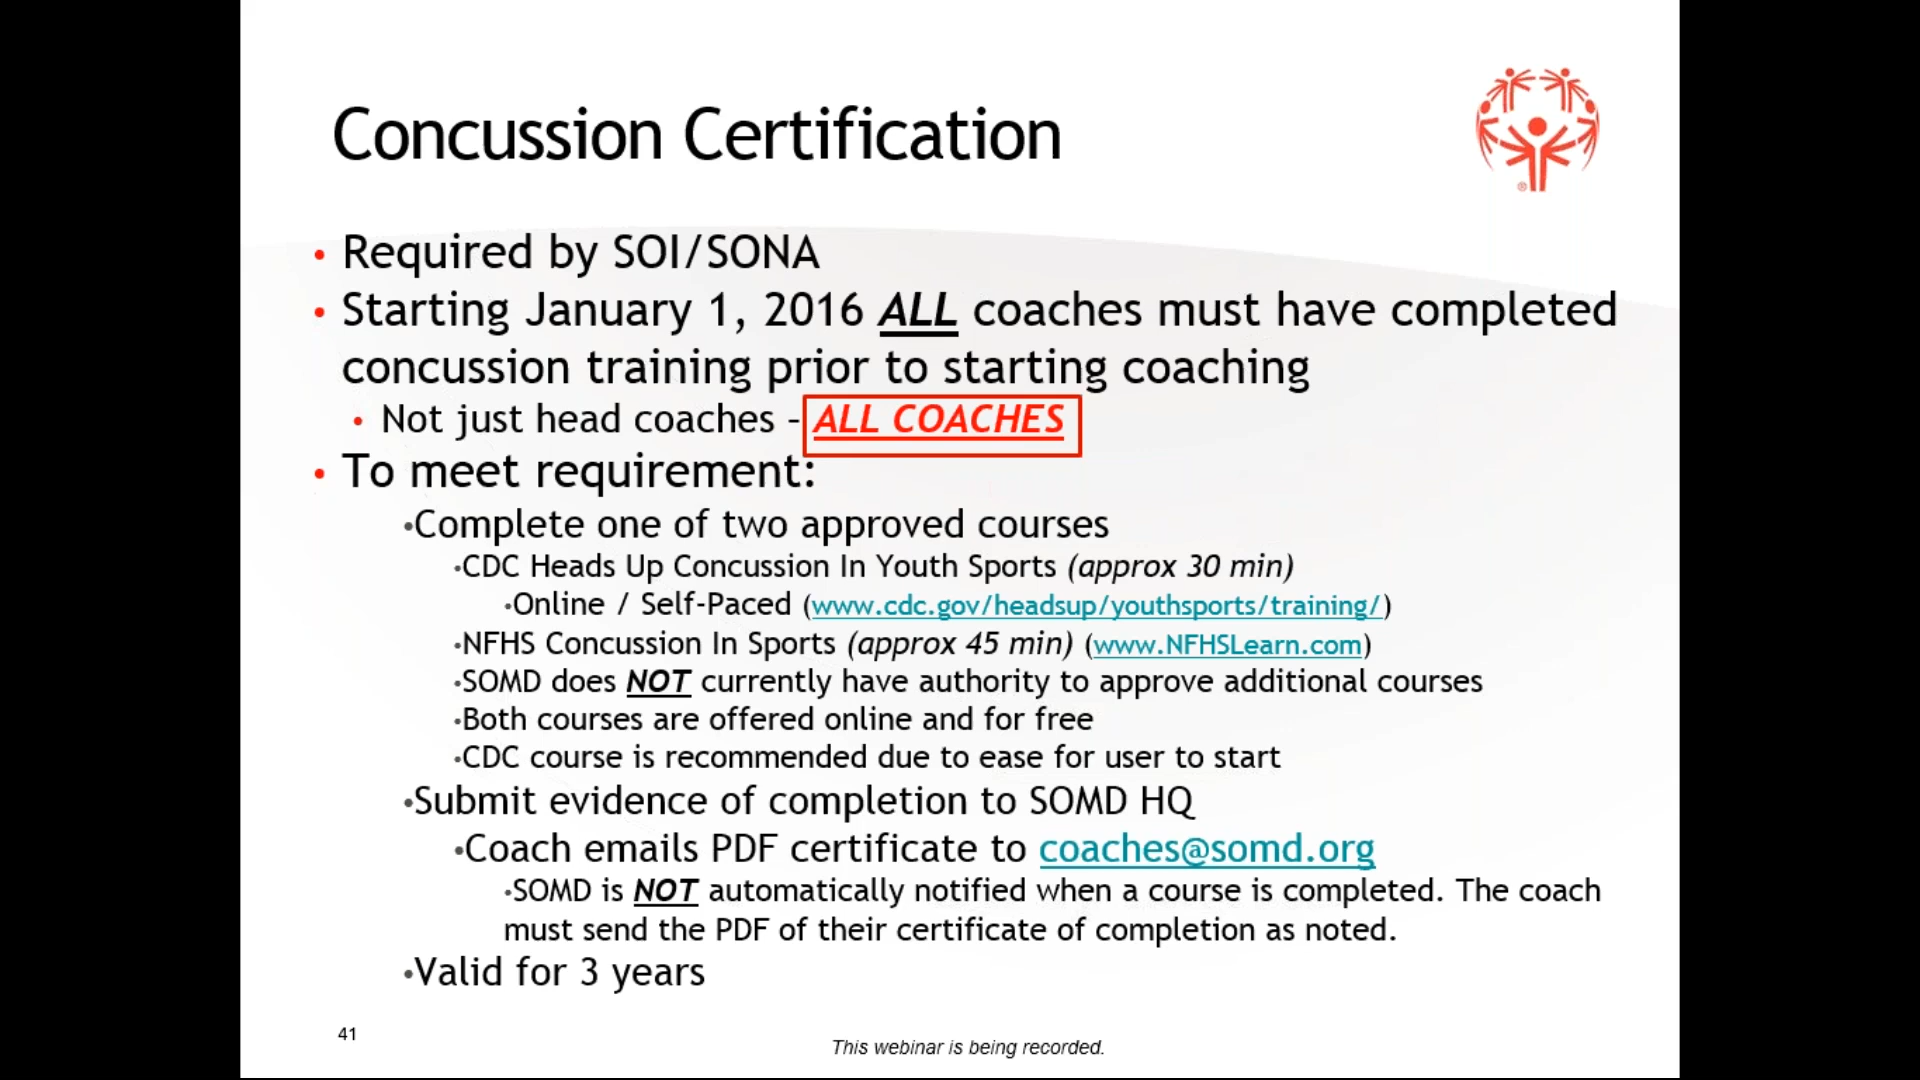 Concussion Certification
• Required by SOI/SONA
• Starting January 1, 2016 ALL coaches must have completed
concussion training prior to starting coaching
• Not just head coaches – ALL COACHES
• To meet requirement:
•Complete one of two approved courses
•CDC Heads Up Concussion In Youth Sports (approx 30 min)
•Online / Self-Paced (www.cdc.gov/headsup/youthsports/training/)
•NFHS Concussion In Sports (approx 45 min) (www.NFHSLearn.com)
•SOMD does NOT currently have authority to approve additional courses
•Both courses are offered online and for free
•CDC course is recommended due to ease for user to start
•Submit evidence of completion to SOMD HQ
•Coach emails PDF certificate to coaches@somd.org
•SOMD is NOT automatically notified when a course is completed. The coach
must send the PDF of their certificate of completion as noted.
•Valid for 3 years
41
This webinar is being recorded.
®